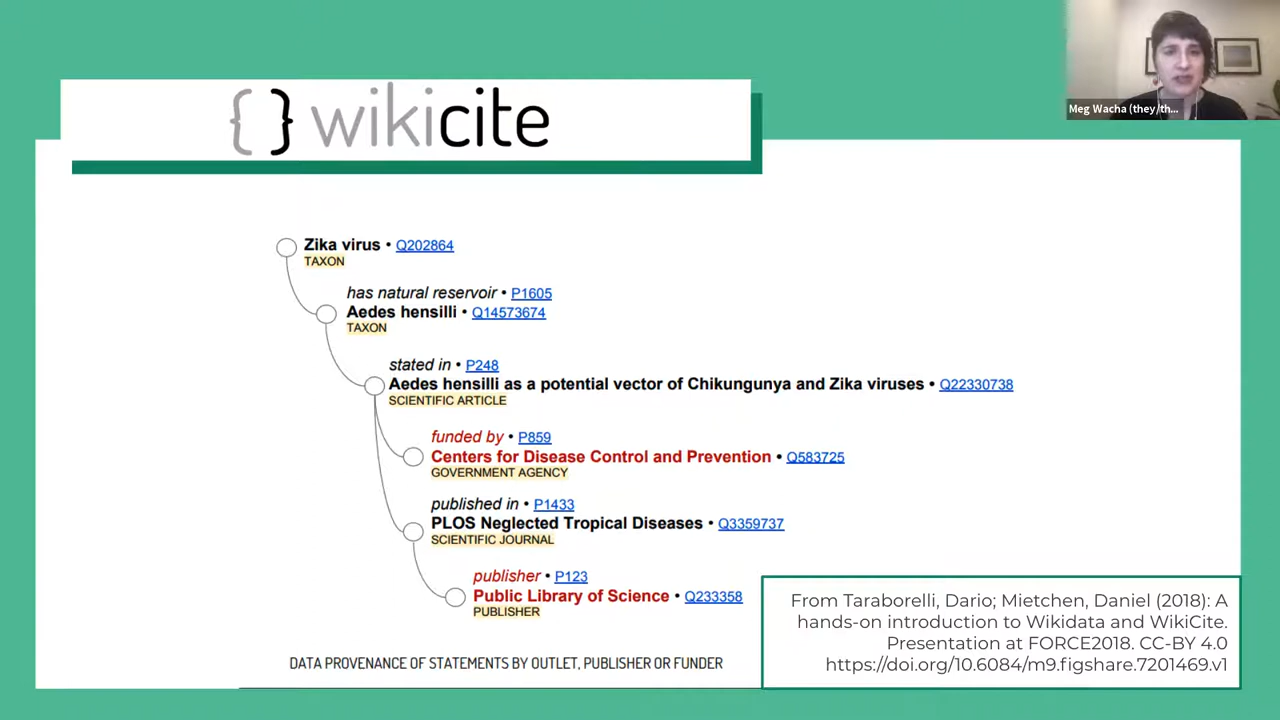 { } wikicite
Meg Wacha (they/th...
Zika virus • Q202864
TAXON
has natural reservoir • P1605
Aedes hensilli • Q14573674
TAXON
stated in • P248
Aedes hensilli as a potential vector of Chikungunya and Zika viruses • Q22330738
SCIENTIFIC ARTICLE
funded by • P859
Centers for Disease Control and Prevention • Q583725
GOVERNMENT AGENCY
published in • P1433
PLOS Neglected Tropical Diseases • Q3359737
SCIENTIFIC JOURNAL
publisher • P123
Public Library of Science • Q233358
PUBLISHER
DATA PROVENANCE OF STATEMENTS BY OUTLET, PUBLISHER OR FUNDER
From Taraborelli, Dario; Mietchen, Daniel (2018): A
hands-on introduction to Wikidata and WikiCite.
Presentation at FORCE2018. CC-BY 4.0
https://doi.org/10.6084/m9.figshare.7201469.v1